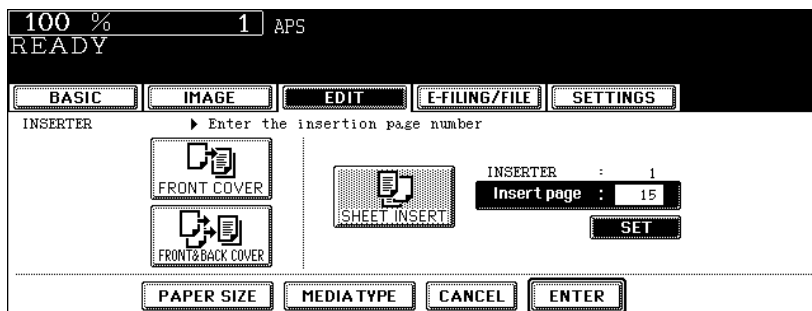 100 % 1 APS
READY
BASIC IMAGE EDIT E-FILING/FILE SETTINGS
INSERTER ▶ Enter the insertion page number
FRONT COVER
FRONT&BACK COVER
SHEET INSERT
INSERTER : 1
Insert page : 15
SET
PAPER SIZE MEDIA TYPE CANCEL ENTER